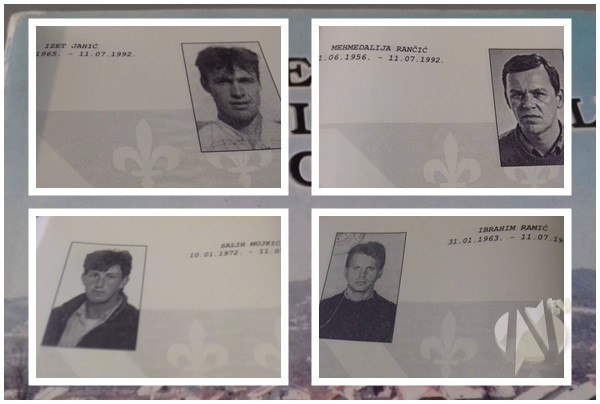 IZET JAHIĆ
1965. – 11.07.1992.
MEHMEDALIJA RANČIĆ
1.06.1956 – 11.07.1992.
SALIH MUJKIĆ
10.01.1972 – 11.0
IBRAHIM RAMIĆ
31.01.1963. – 11.07.19